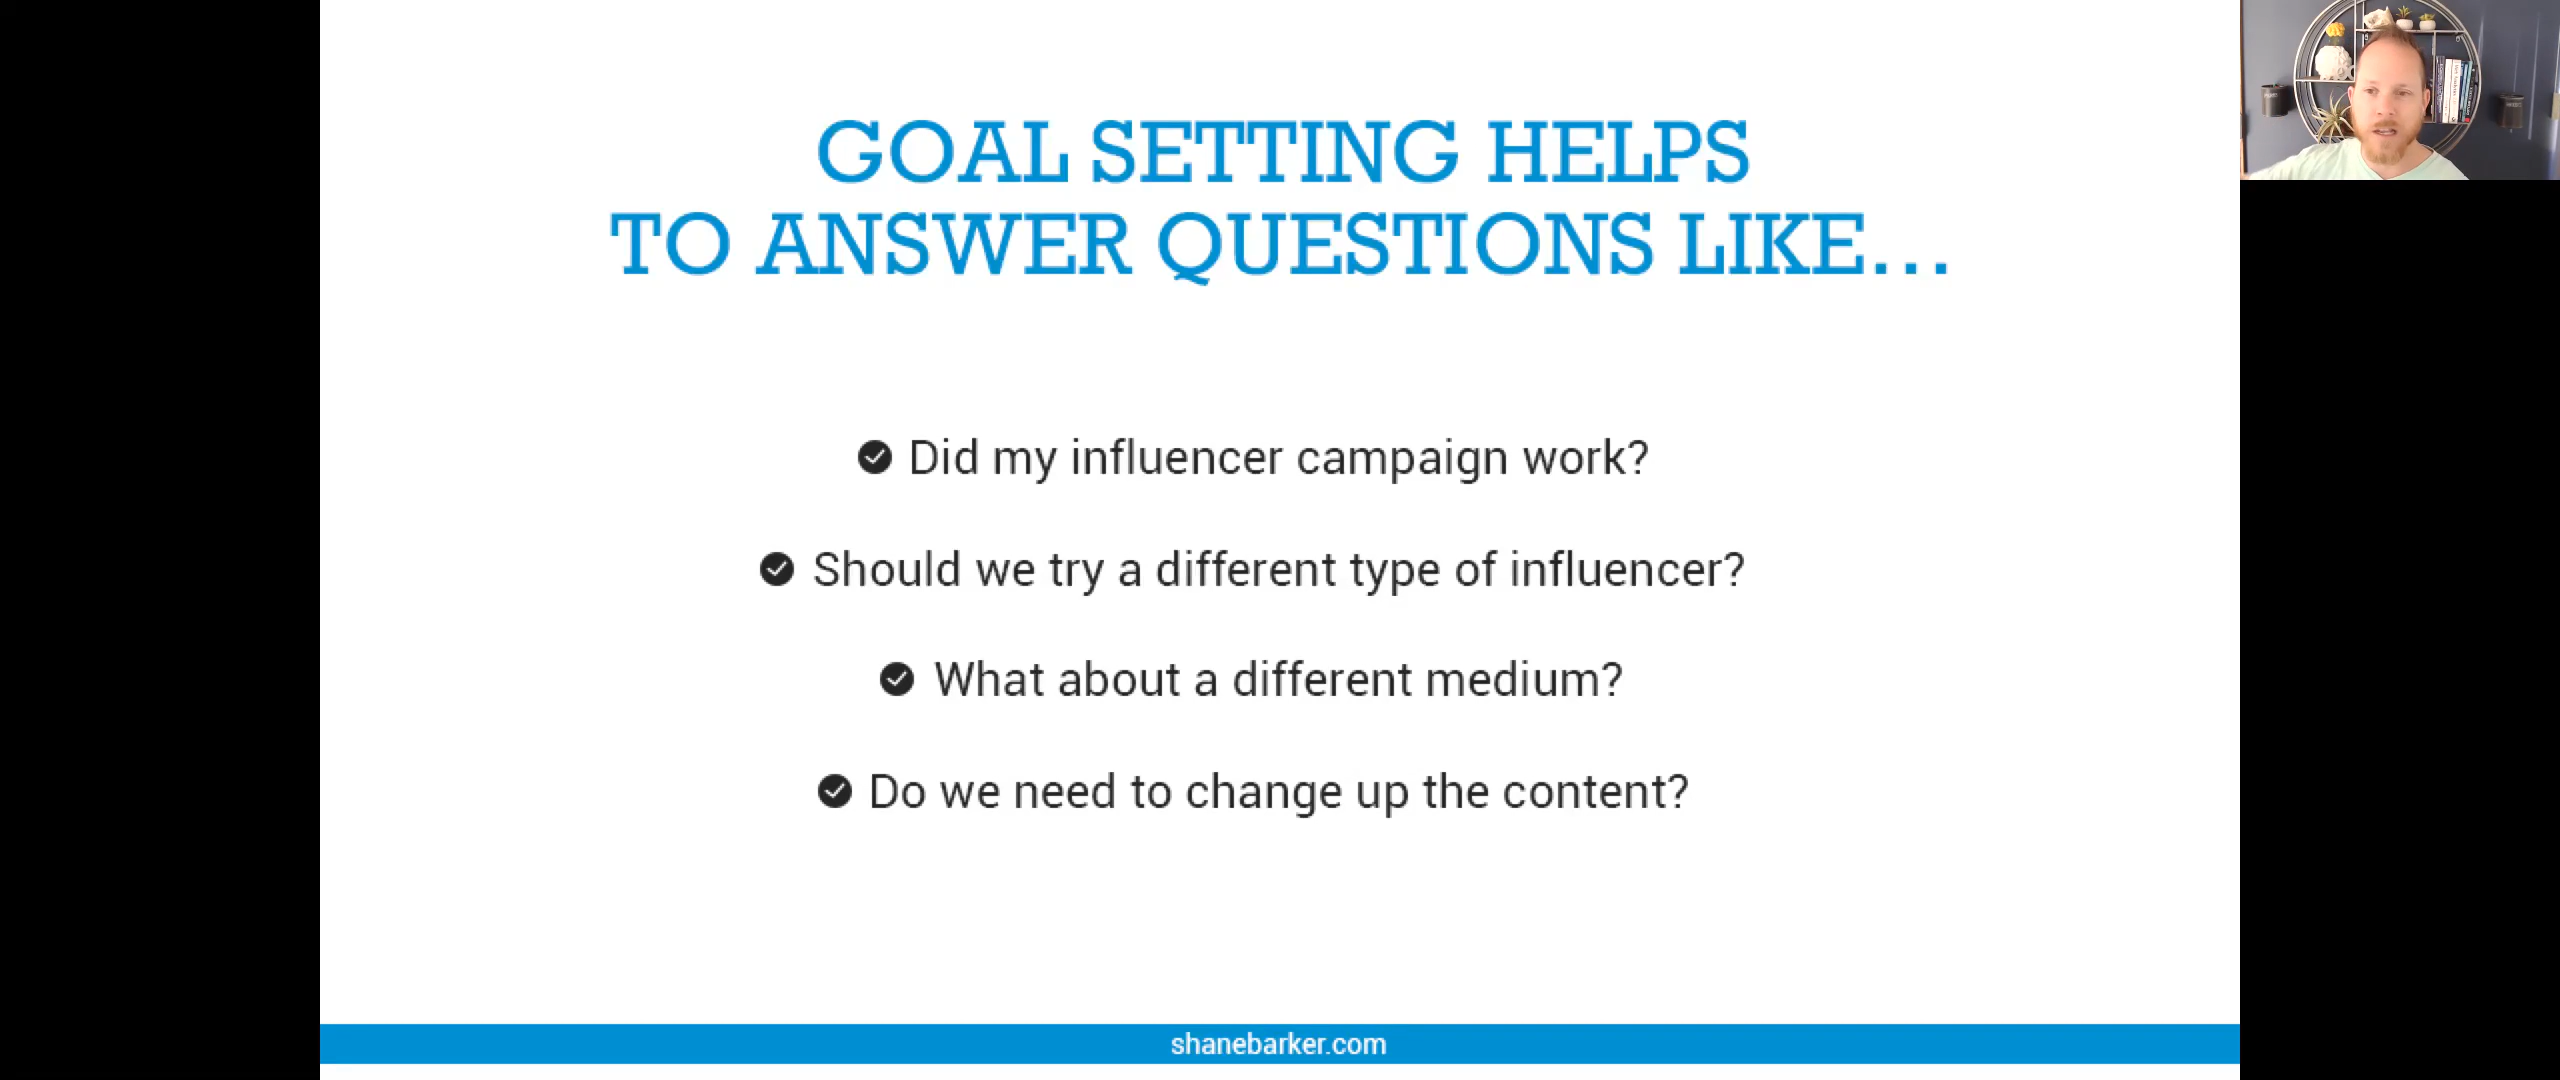 GOAL SETTING HELPS
TO ANSWER QUESTIONS LIKE...
Did my influencer campaign work?
Should we try a different type of influencer?
What about a different medium?
Do we need to change up the content?
shanebarker.com